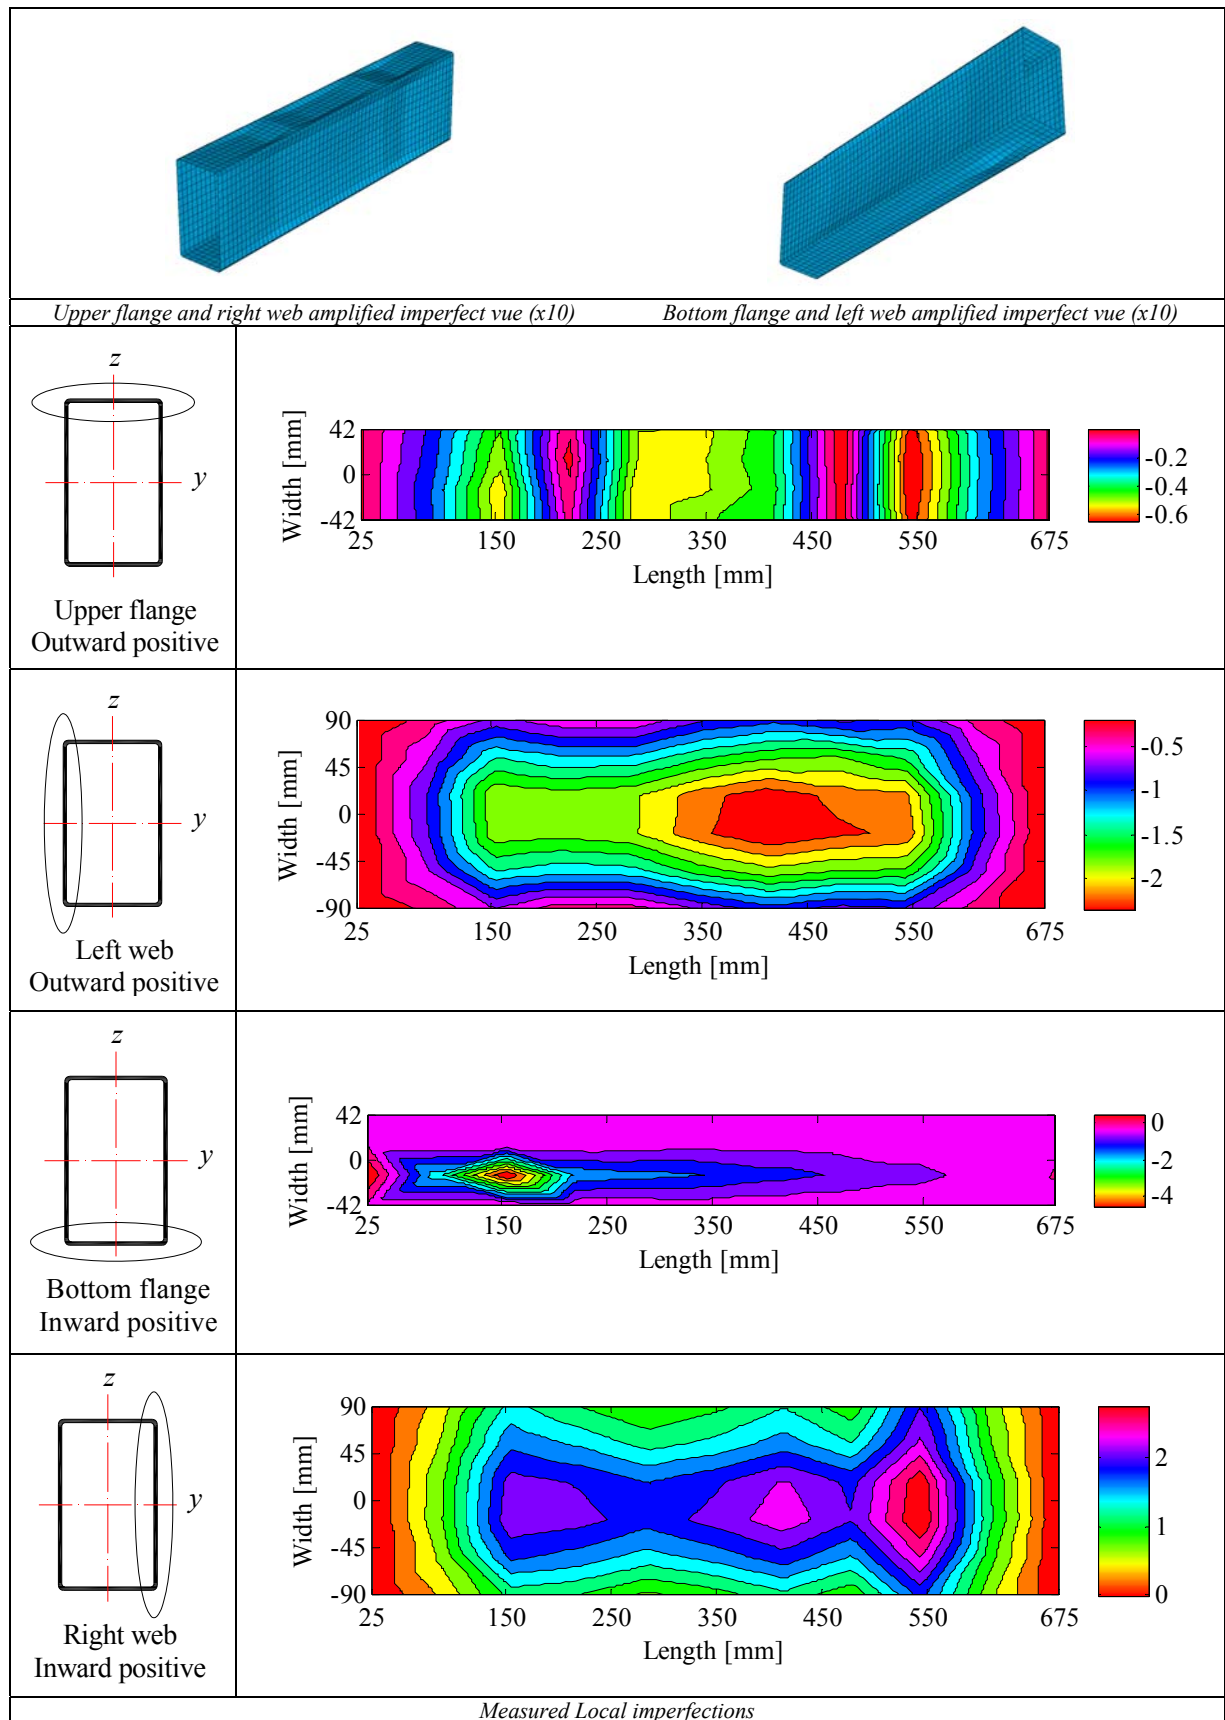 Upper flange and right web amplified imperfect vue (x10)
Bottom flange and left web amplified imperfect vue (x10)
z
y
Upper flange
Outward positive
Width [mm]
42
0
-42
25 150 250 350 450 550 675
Length [mm]
-0.2
-0.4
-0.6
z
y
Left web
Outward positive
Width [mm]
90
45
0
-45
-90
25 150 250 350 450 550 675
Length [mm]
-0.5
-1
-1.5
-2
z
y
Bottom flange
Inward positive
Width [mm]
42
0
-42
25 150 250 350 450 550 675
Length [mm]
0
-2
-4
z
y
Right web
Inward positive
Width [mm]
90
45
0
-45
-90
25 150 250 350 450 550 675
Length [mm]
2
1
0
Measured Local imperfections